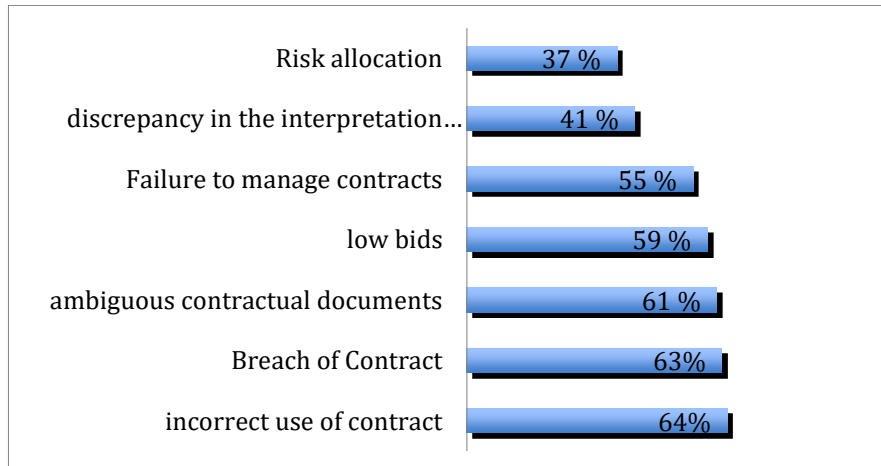 Risk allocation 37 %
discrepancy in the interpretation… 41 %
Failure to manage contracts 55 %
low bids 59 %
ambiguous contractual documents 61 %
Breach of Contract 63%
incorrect use of contract 64%